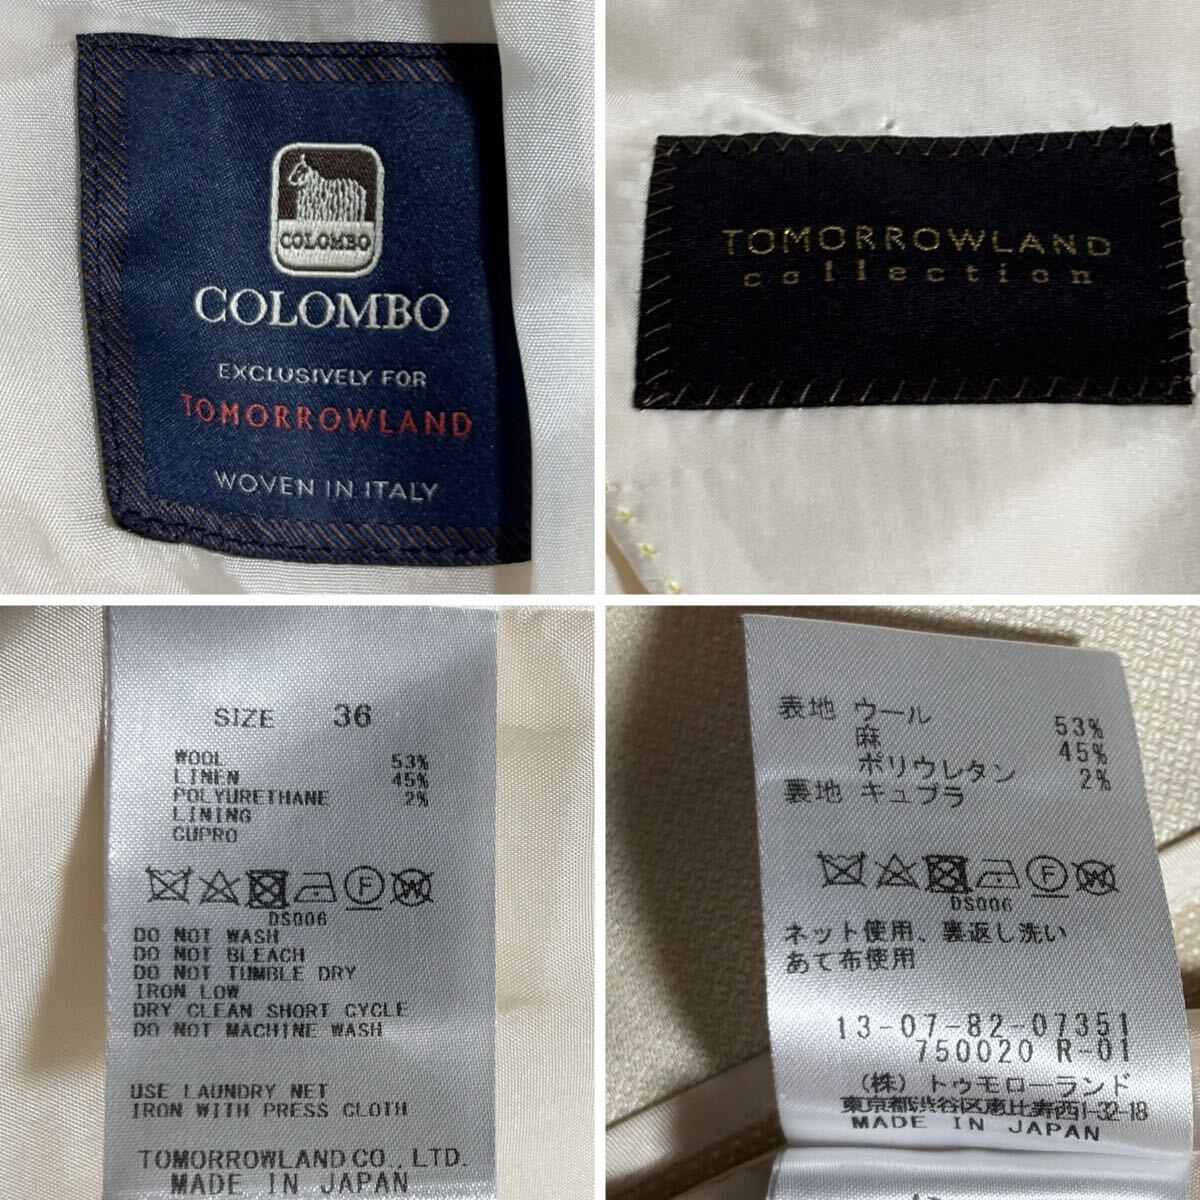 COLOMBO
COLOMBO
EXCLUSIVELY FOR
TOMORROWLAND
WOVEN IN ITALY
TOMORROWLAND
collection
SIZE 36
WOOL 53%
LINEN 45%
POLYURETHANE 2%
LINING
CUPRO
F W
DS006
DO NOT WASH
DO NOT BLEACH
DO NOT TUMBLE DRY
IRON LOW
DRY CLEAN SHORT CYCLE
DO NOT MACHINE WASH
USE LAUNDRY NET
IRON WITH PRESS CLOTH
TOMORROWLAND CO.,LTD.
MADE IN JAPAN
表地 ウール 53%
麻 45%
ポリウレタン 2%
裏地 キュプラ
F W
DS006
ネット使用、裏返し洗い
あて布使用
13-07-82-07351
750020 R-01
(株) トゥモローランド
東京都渋谷区恵比寿西1-32-18
MADE IN JAPAN